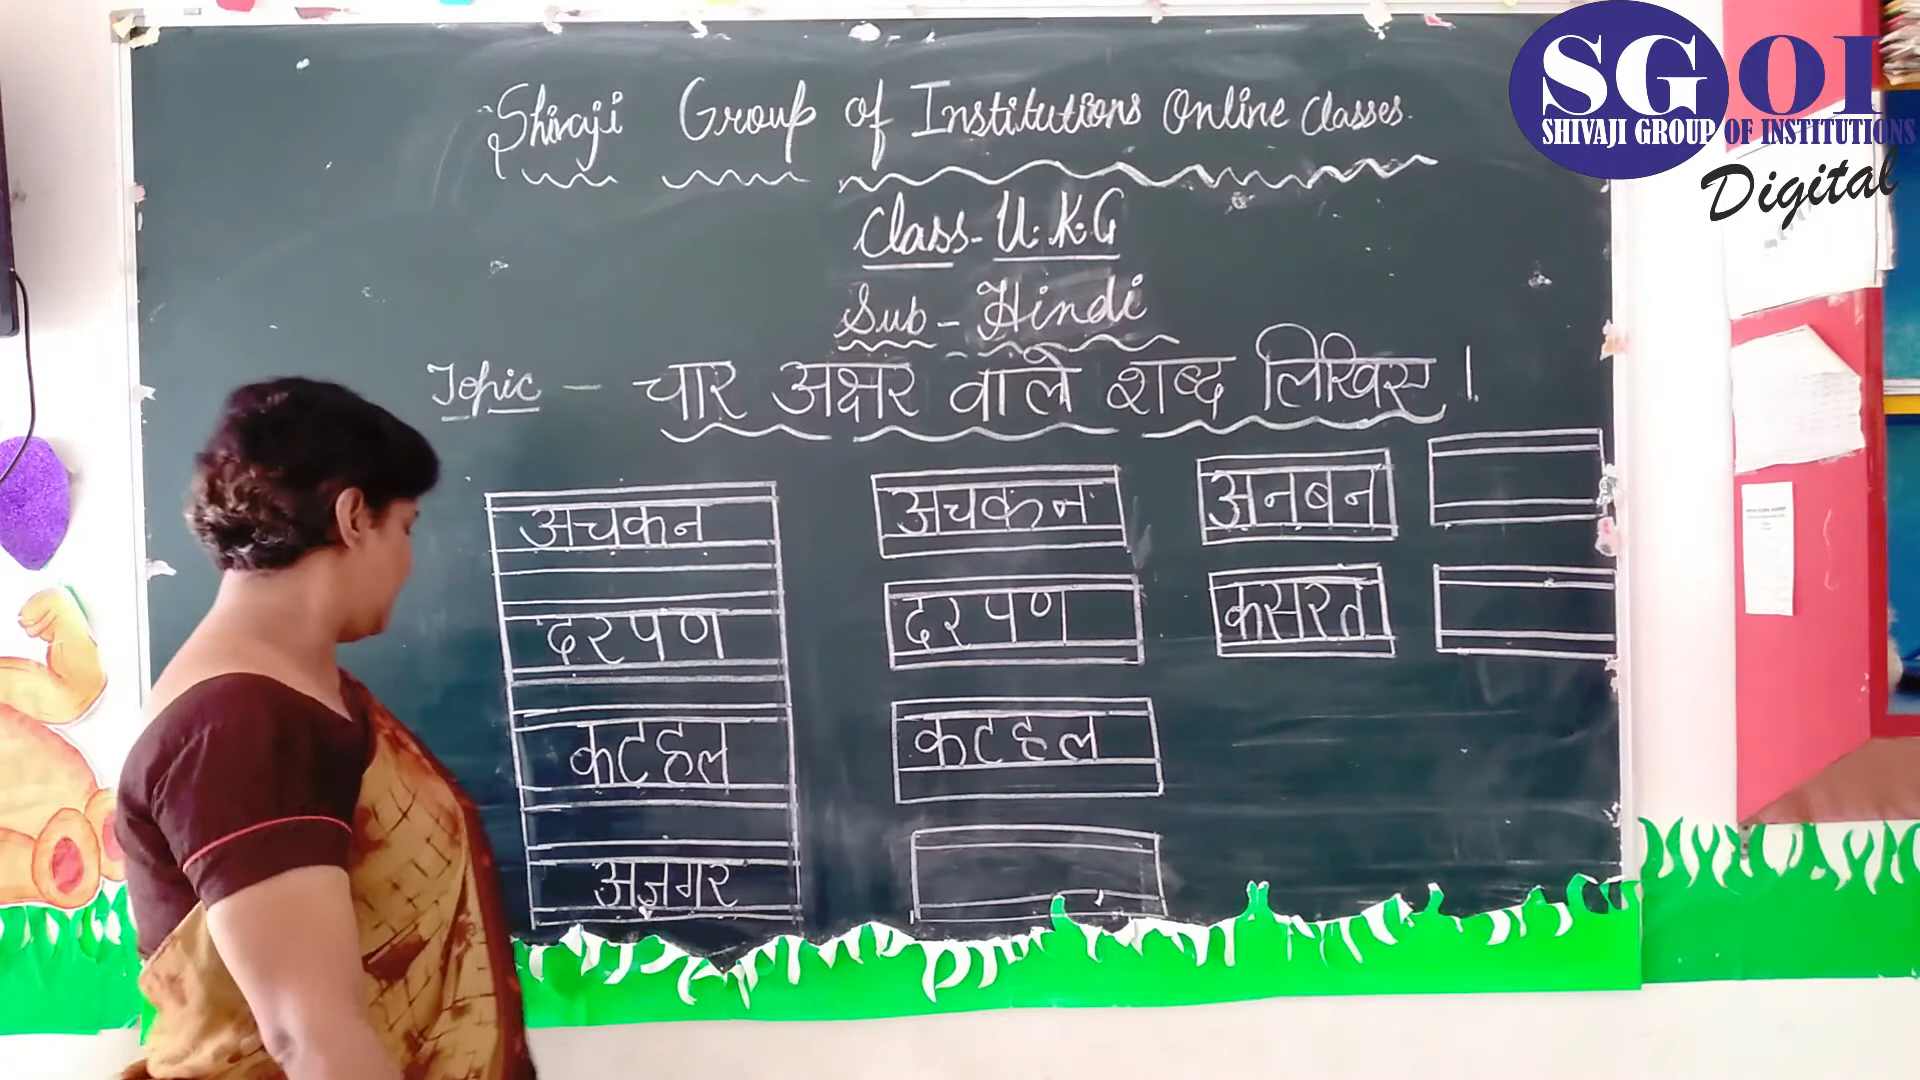 Shivaji Group of Institutions Online Classes.
Class - U.K.G
Sub - Hindi
Topic - चार अक्षर वाले शब्द लिखिए ।
अचकन
दरपण
कटहल
अजगर
अचकन
दरपण
कटहल
अनबन
कसरत
SGOI
SHIVAJI GROUP OF INSTITUTIONS
Digital